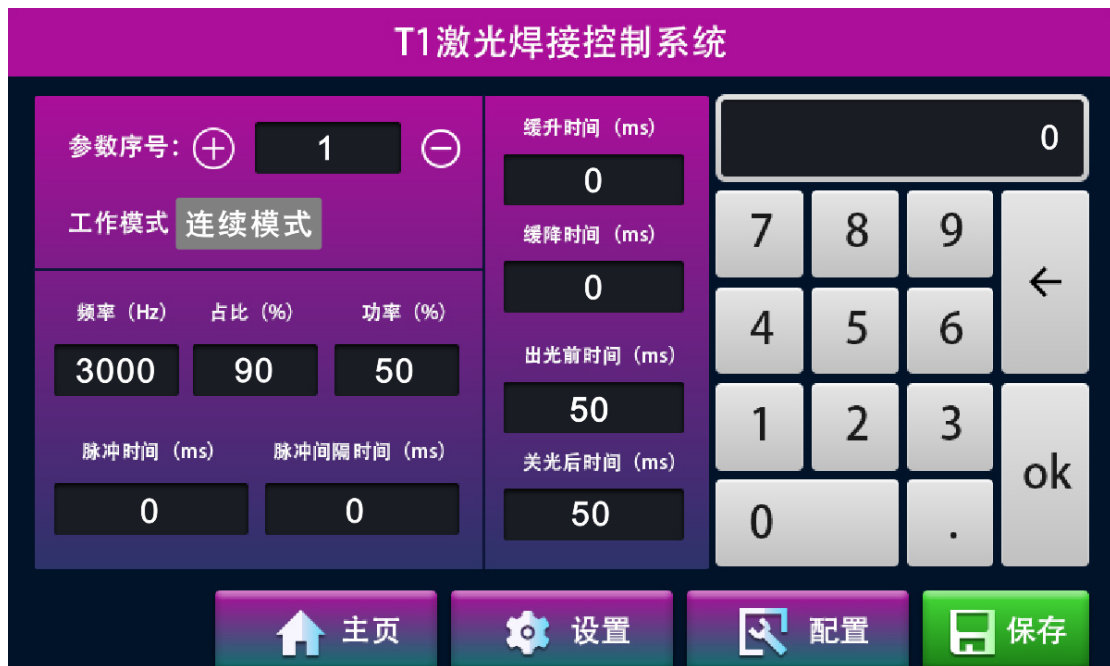 T1激光焊接控制系统
参数序号: 1
工作模式 连续模式
频率 (Hz) 占比 (%) 功率 (%)
3000 90 50
脉冲时间 (ms) 脉冲间隔时间 (ms)
0 0
缓升时间 (ms)
0
缓降时间 (ms)
0
出光前时间 (ms)
50
关光后时间 (ms)
50
0
7 8 9 ←
4 5 6
1 2 3 ok
0 .
主页 设置 配置 保存